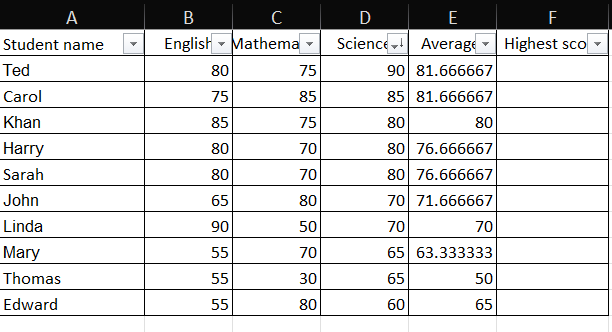 A B C D E F
Student name English Mathema Science Average Highest sco
Ted 80 75 90 81.666667
Carol 75 85 85 81.666667
Khan 85 75 80 80
Harry 80 70 80 76.666667
Sarah 80 70 80 76.666667
John 65 80 70 71.666667
Linda 90 50 70 70
Mary 55 70 65 63.333333
Thomas 55 30 65 50
Edward 55 80 60 65